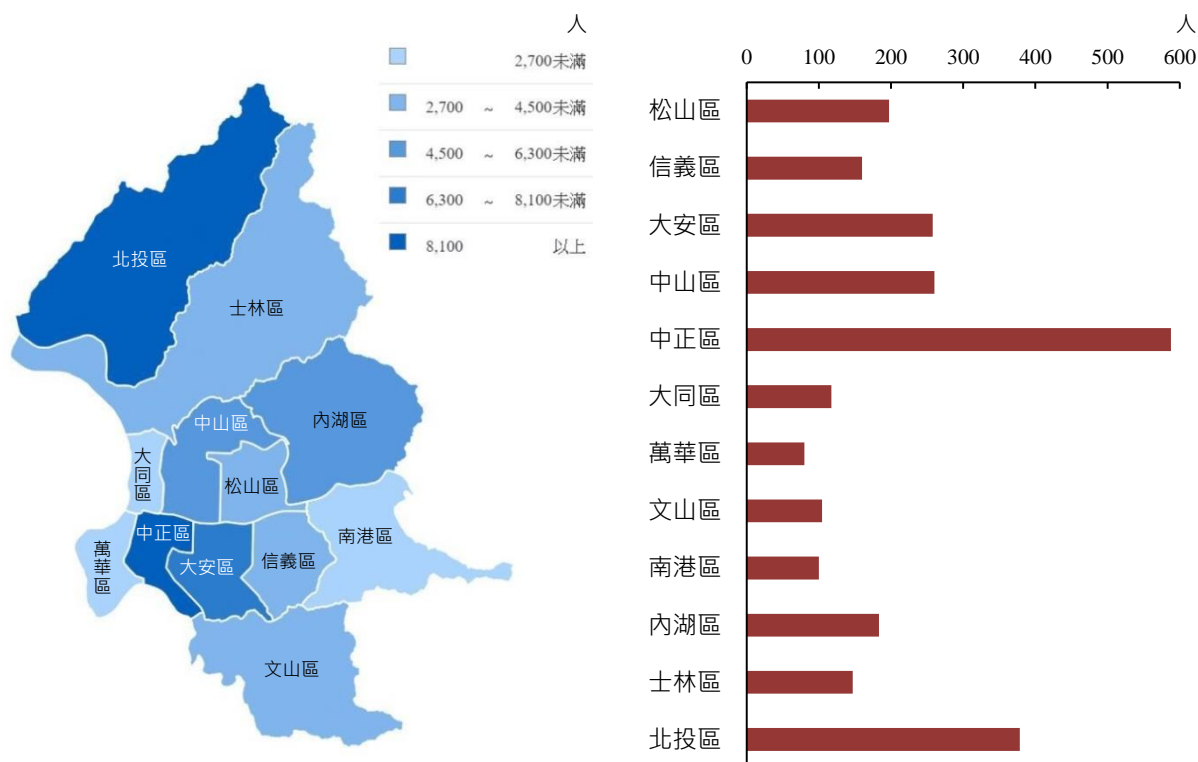 人
2,700未滿
2,700 ~ 4,500未滿
4,500 ~ 6,300未滿
6,300 ~ 8,100未滿
8,100 以上
北投區
士林區
中山區
內湖區
大同區
松山區
中正區
南港區
萬華區
大安區
信義區
文山區
人
0 100 200 300 400 500 600
松山區
信義區
大安區
中山區
中正區
大同區
萬華區
文山區
南港區
內湖區
士林區
北投區